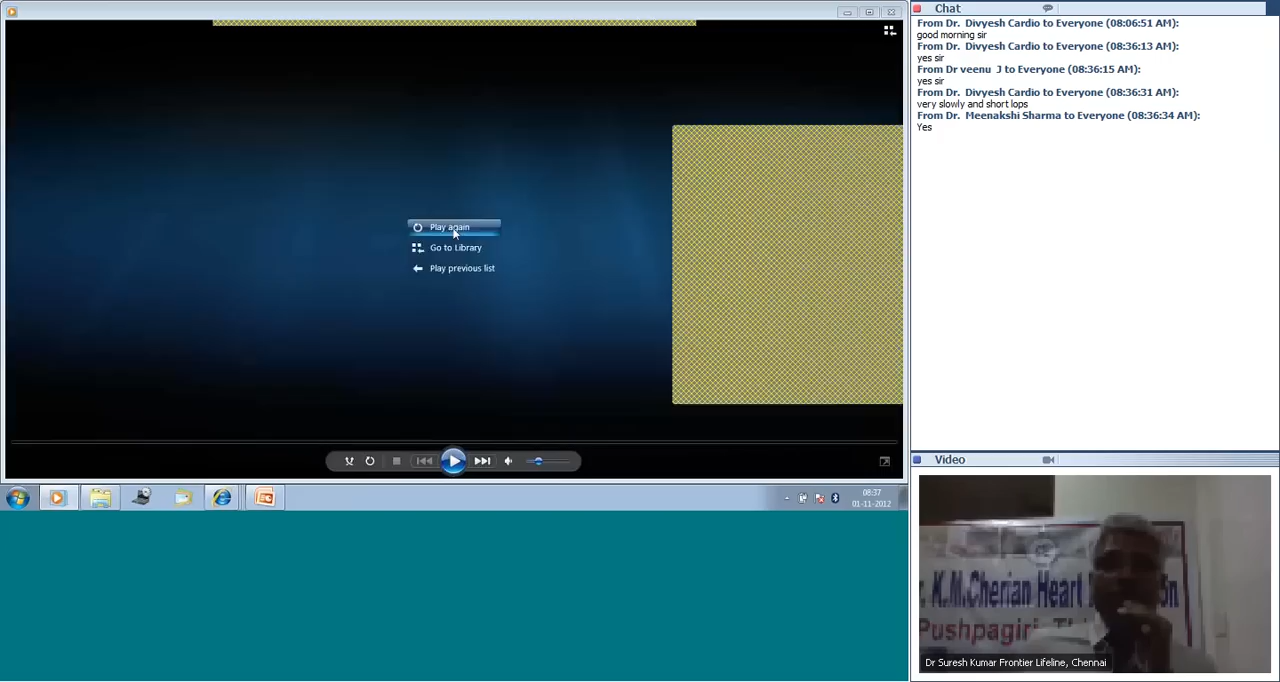 Play again
Go to Library
Play previous list
08:37
01-11-2012
Chat
From Dr. Divyesh Cardio to Everyone (08:06:51 AM):
good morning sir
From Dr. Divyesh Cardio to Everyone (08:36:13 AM):
yes sir
From Dr veenu J to Everyone (08:36:15 AM):
yes sir
From Dr. Divyesh Cardio to Everyone (08:36:31 AM):
very slowly and short lops
From Dr. Meenakshi Sharma to Everyone (08:36:34 AM):
Yes
Video
K.M.Cherian Heart
Pushpagiri,
Dr Suresh Kumar Frontier Lifeline, Chennai